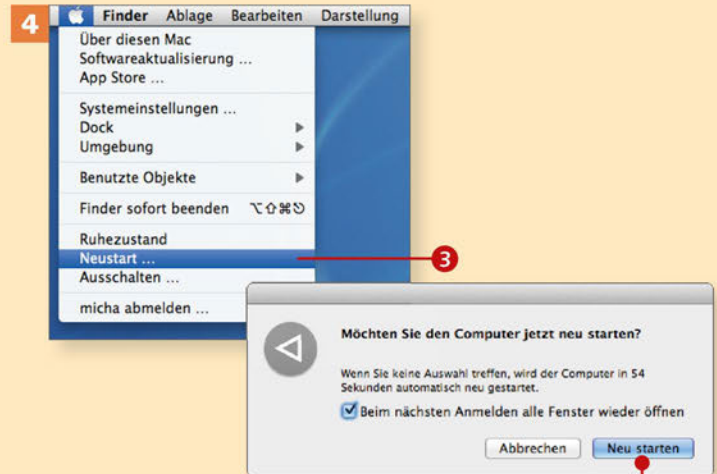 4
Finder Ablage Bearbeiten Darstellung
Über diesen Mac
Softwareaktualisierung ...
App Store ...
Systemeinstellungen ...
Dock
Umgebung
Benutzte Objekte
Finder sofort beenden ⌥⇧⌘⎋
Ruhezustand
Neustart ...
3
Ausschalten ...
micha abmelden ...
Möchten Sie den Computer jetzt neu starten?
Wenn Sie keine Auswahl treffen, wird der Computer in 54
Sekunden automatisch neu gestartet.
Beim nächsten Anmelden alle Fenster wieder öffnen
Abbrechen Neu starten